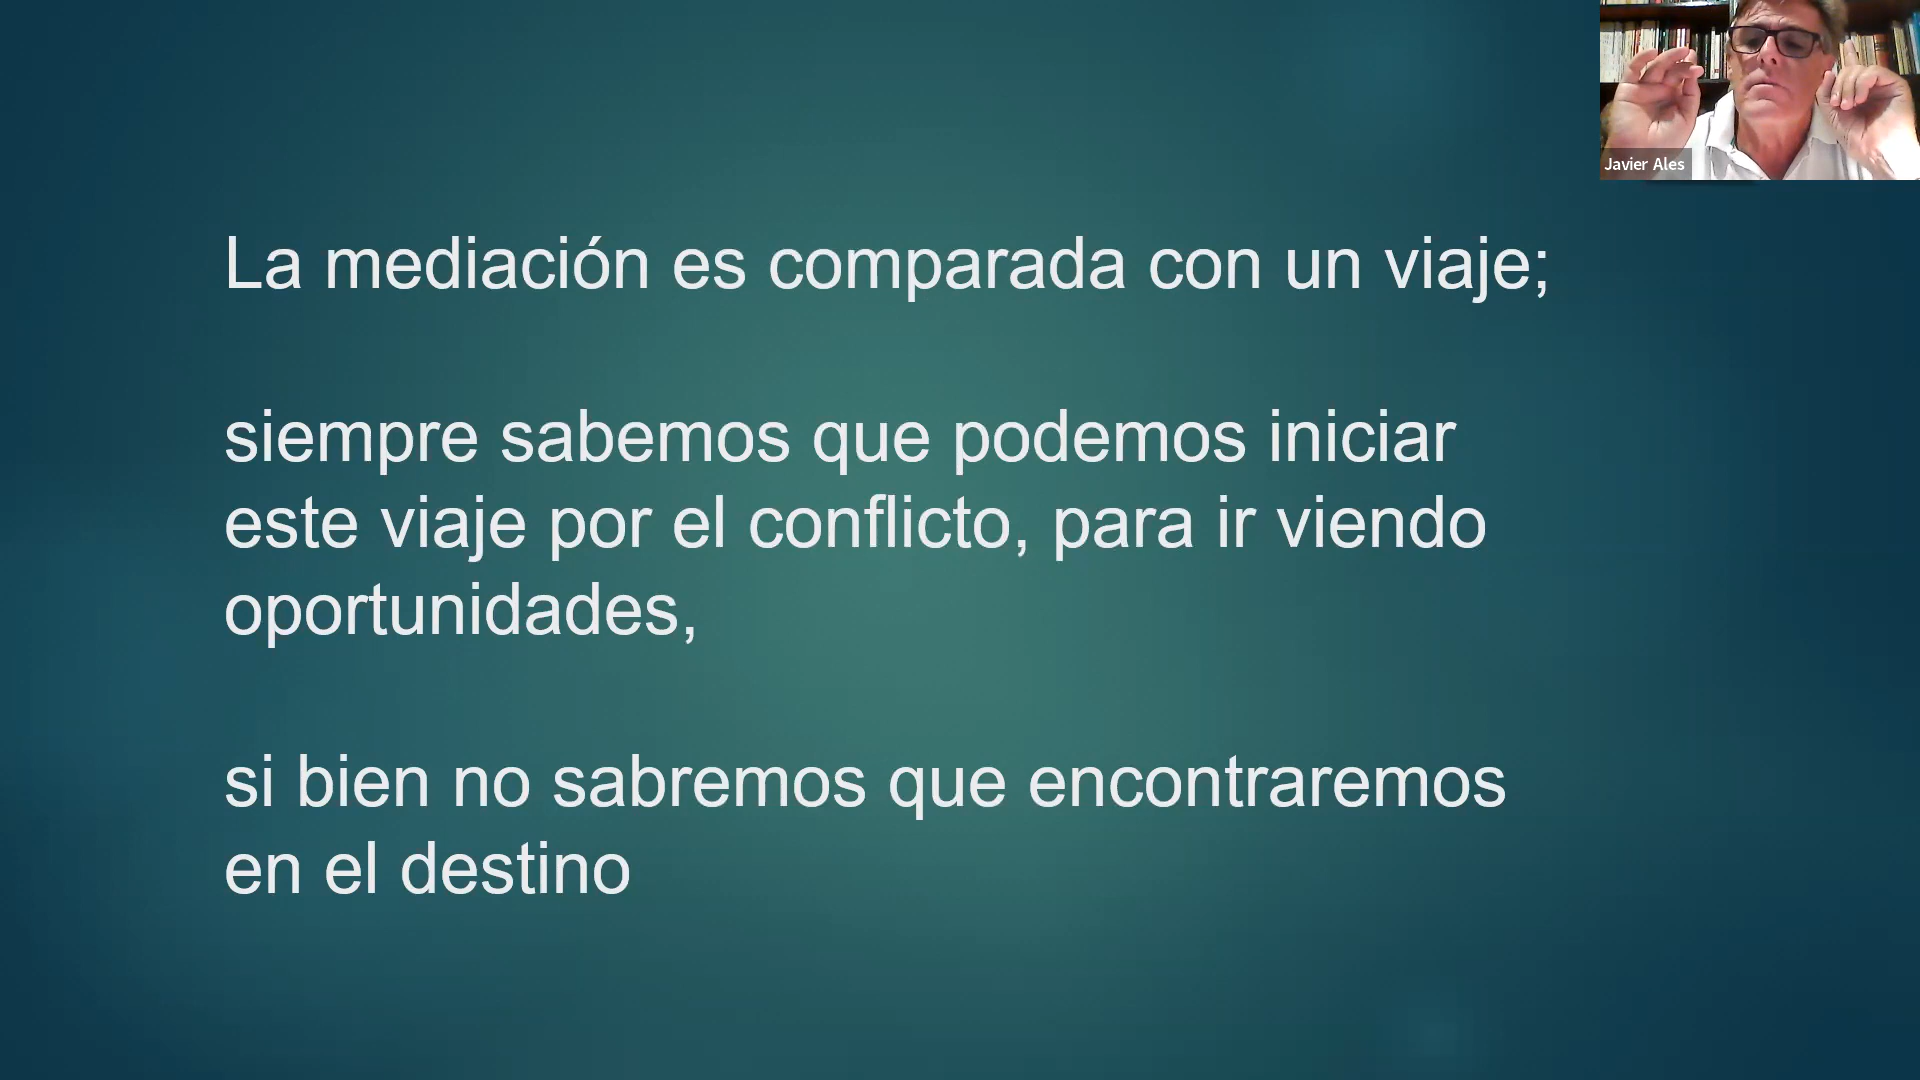 Javier Ales
La mediación es comparada con un viaje;
siempre sabemos que podemos iniciar
este viaje por el conflicto, para ir viendo
oportunidades,
si bien no sabremos que encontraremos
en el destino